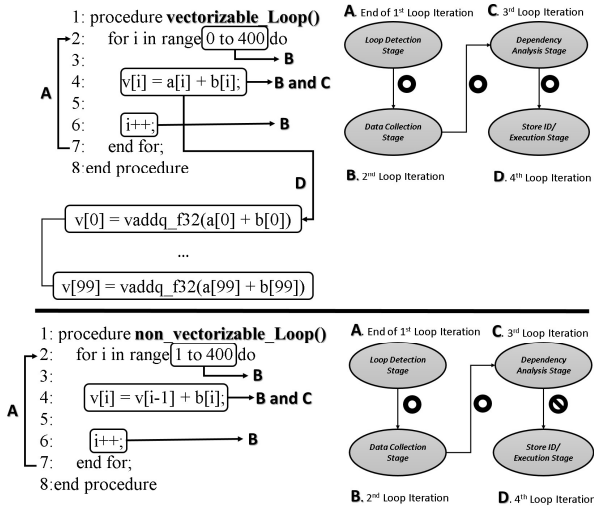 1: procedure vectorizable_Loop()
2: for i in range 0 to 400 do
B
3:
4: v[i] = a[i] + b[i]; B and C
A
5:
6: i++; B
7: end for;
8:end procedure
D
v[0] = vaddq_f32(a[0] + b[0])
...
v[99] = vaddq_f32(a[99] + b[99])
A. End of 1st Loop Iteration
C. 3rd Loop Iteration
Loop Detection
Stage
Dependency
Analysis Stage
Data Collection
Stage
Store ID/
Execution Stage
B. 2nd Loop Iteration
D. 4th Loop Iteration
1: procedure non_vectorizable_Loop()
2: for i in range 1 to 400 do
3:
B
4: v[i] = v[i-1] + b[i]; B and C
A
5:
6: i++; B
7: end for;
8:end procedure
A. End of 1st Loop Iteration
C. 3rd Loop Iteration
Loop Detection
Stage
Dependency
Analysis Stage
Data Collection
Stage
Store ID/
Execution Stage
B. 2nd Loop Iteration
D. 4th Loop Iteration